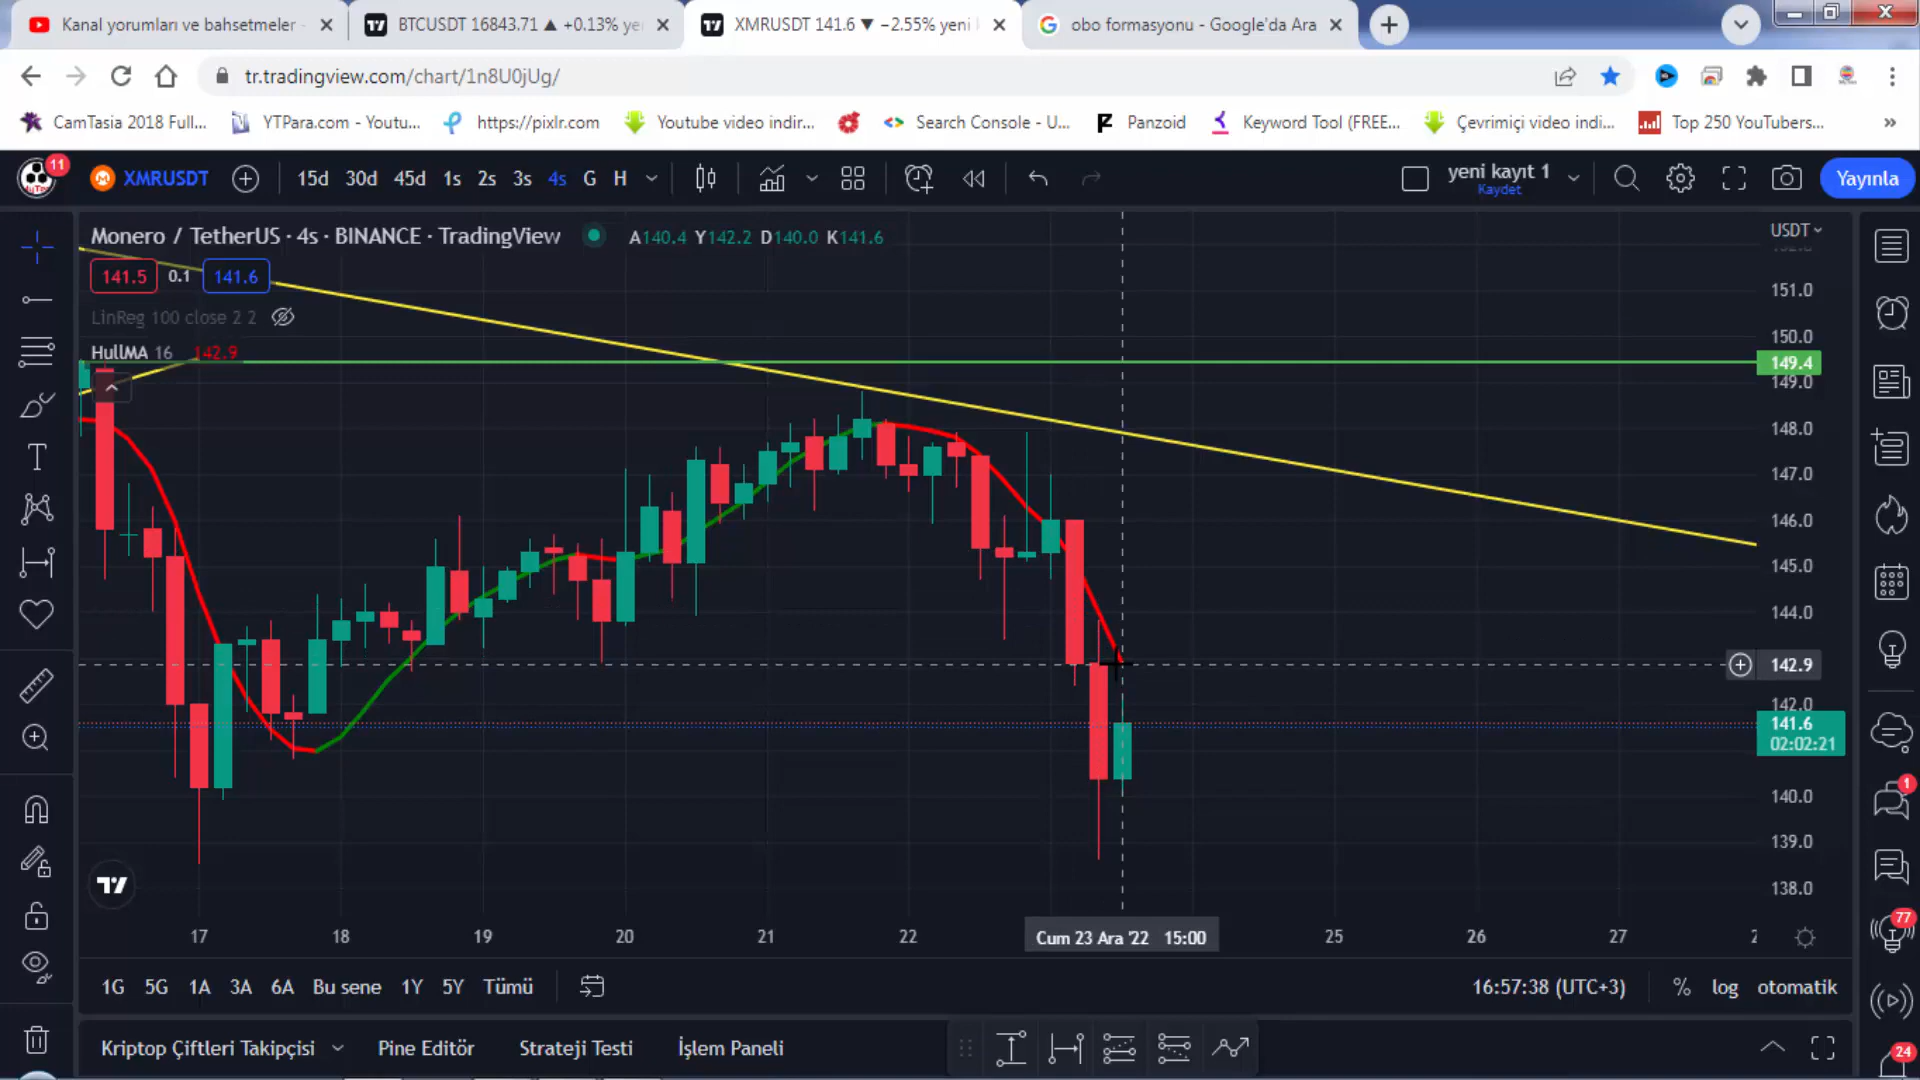 Kanal yorumları ve bahsetmeler -
BTCUSDT 16843.71 ▲ +0.13% ye
XMRUSDT 141.6 ▼ −2.55% yeni
obo formasyonu - Google'da Ara
tr.tradingview.com/chart/1n8U0jUg/
CamTasia 2018 Full...
YTPara.com - Youtu...
https://pixlr.com
Youtube video indir...
Search Console - U...
Panzoid
Keyword Tool (FREE...
Çevrimiçi video indi...
Top 250 YouTubers...
»
11
XMRUSDT
15d 30d 45d 1s 2s 3s 4s G H
yeni kayıt 1
Kaydet
Yayınla
Monero / TetherUS · 4s · BINANCE · TradingView
A140.4 Y142.2 D140.0 K141.6
USDT
141.5 0.1 141.6
LinReg 100 close 2 2
HullMA 16 142.9
151.0
150.0
149.4
149.0
148.0
147.0
146.0
145.0
144.0
142.9
142.0
141.6
02:02:21
140.0
139.0
138.0
17 18 19 20 21 22 Cum 23 Ara '22 15:00 25 26 27 2
1G 5G 1A 3A 6A Bu sene 1Y 5Y Tümü
16:57:38 (UTC+3) % log otomatik
Kriptop Çiftleri Takipçisi Pine Editör Strateji Testi İşlem Paneli
1
77
24